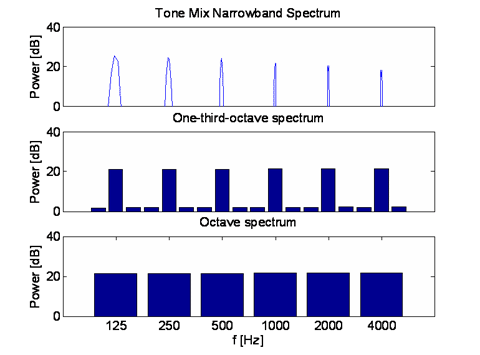 Tone Mix Narrowband Spectrum
Power [dB]
40
20
0
One-third-octave spectrum
Power [dB]
40
20
0
Octave spectrum
Power [dB]
40
20
0
125 250 500 1000 2000 4000
f [Hz]